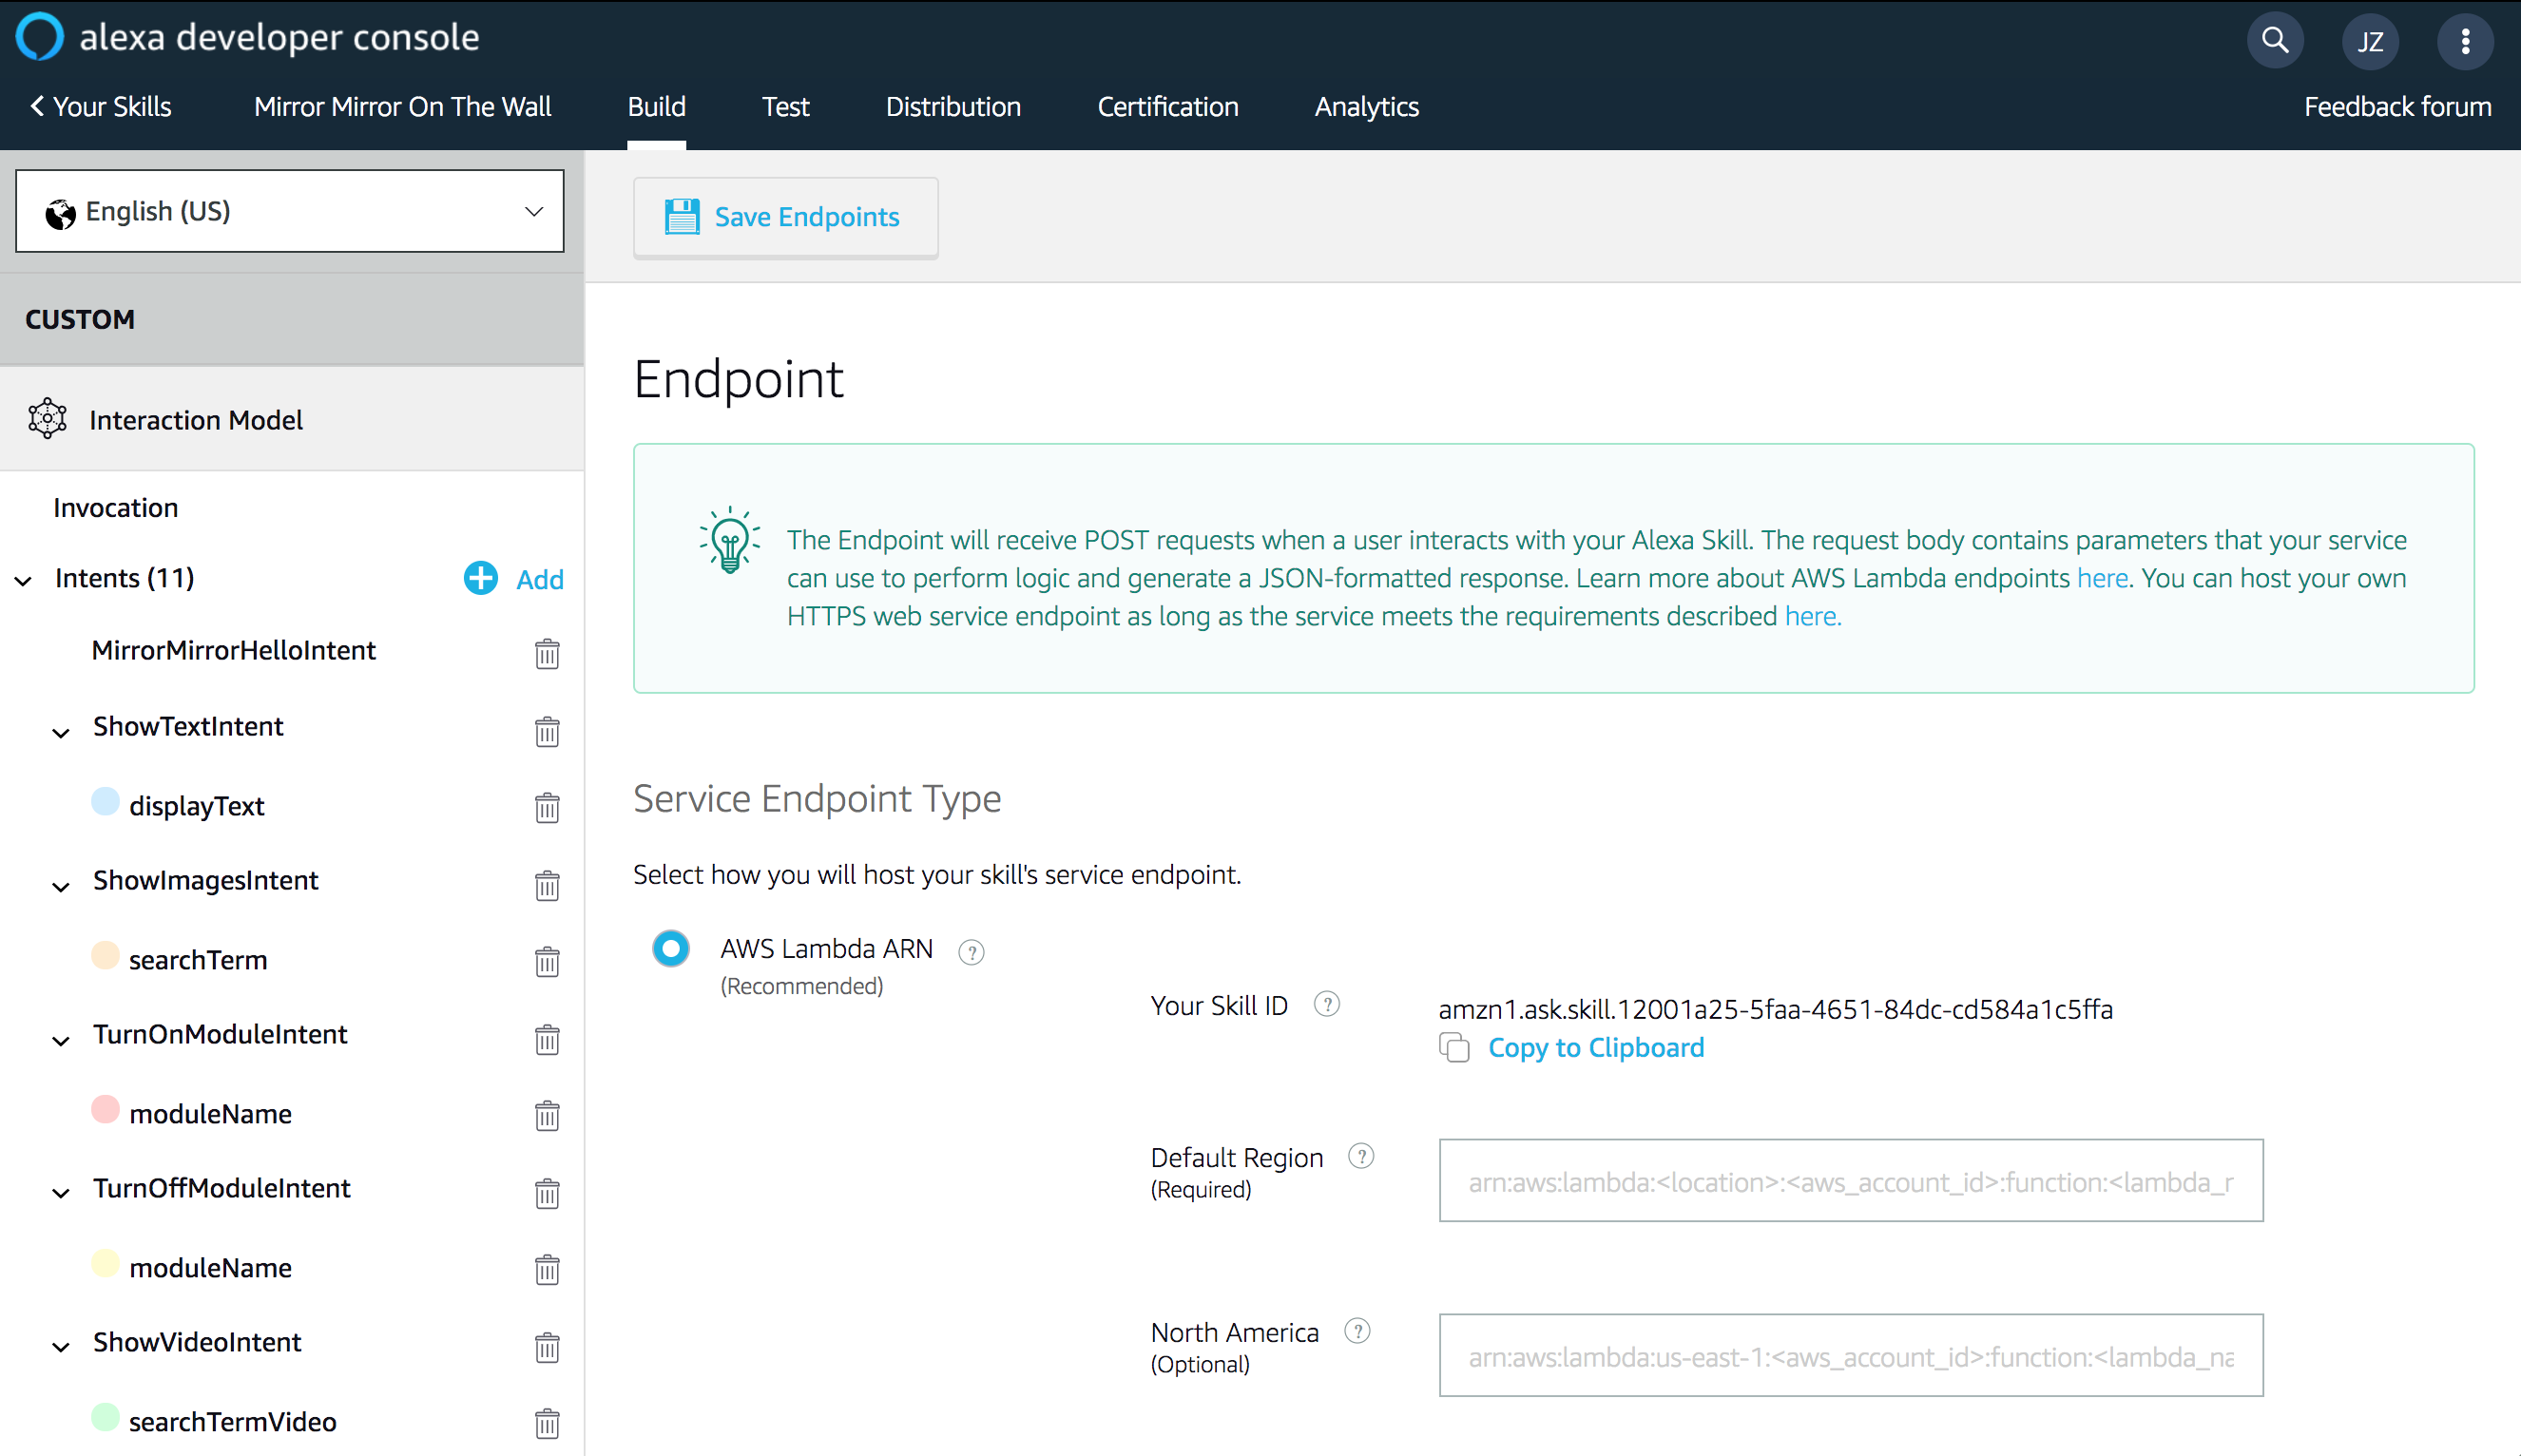 alexa developer console
JZ
Your Skills
Mirror Mirror On The Wall
Build
Test
Distribution
Certification
Analytics
Feedback forum
English (US)
Save Endpoints
CUSTOM
Interaction Model
Invocation
Intents (11)
Add
MirrorMirrorHelloIntent
ShowTextIntent
displayText
ShowImagesIntent
searchTerm
TurnOnModuleIntent
moduleName
TurnOffModuleIntent
moduleName
ShowVideoIntent
searchTermVideo
Endpoint
The Endpoint will receive POST requests when a user interacts with your Alexa Skill. The request body contains parameters that your service
can use to perform logic and generate a JSON-formatted response. Learn more about AWS Lambda endpoints here. You can host your own
HTTPS web service endpoint as long as the service meets the requirements described here.
Service Endpoint Type
Select how you will host your skill's service endpoint.
AWS Lambda ARN ?
(Recommended)
Your Skill ID ?
amzn1.ask.skill.12001a25-5faa-4651-84dc-cd584a1c5ffa
Copy to Clipboard
Default Region ?
(Required)
arn:aws:lambda:<location>:<aws_account_id>:function:<lambda_r
North America ?
(Optional)
arn:aws:lambda:us-east-1:<aws_account_id>:function:<lambda_na